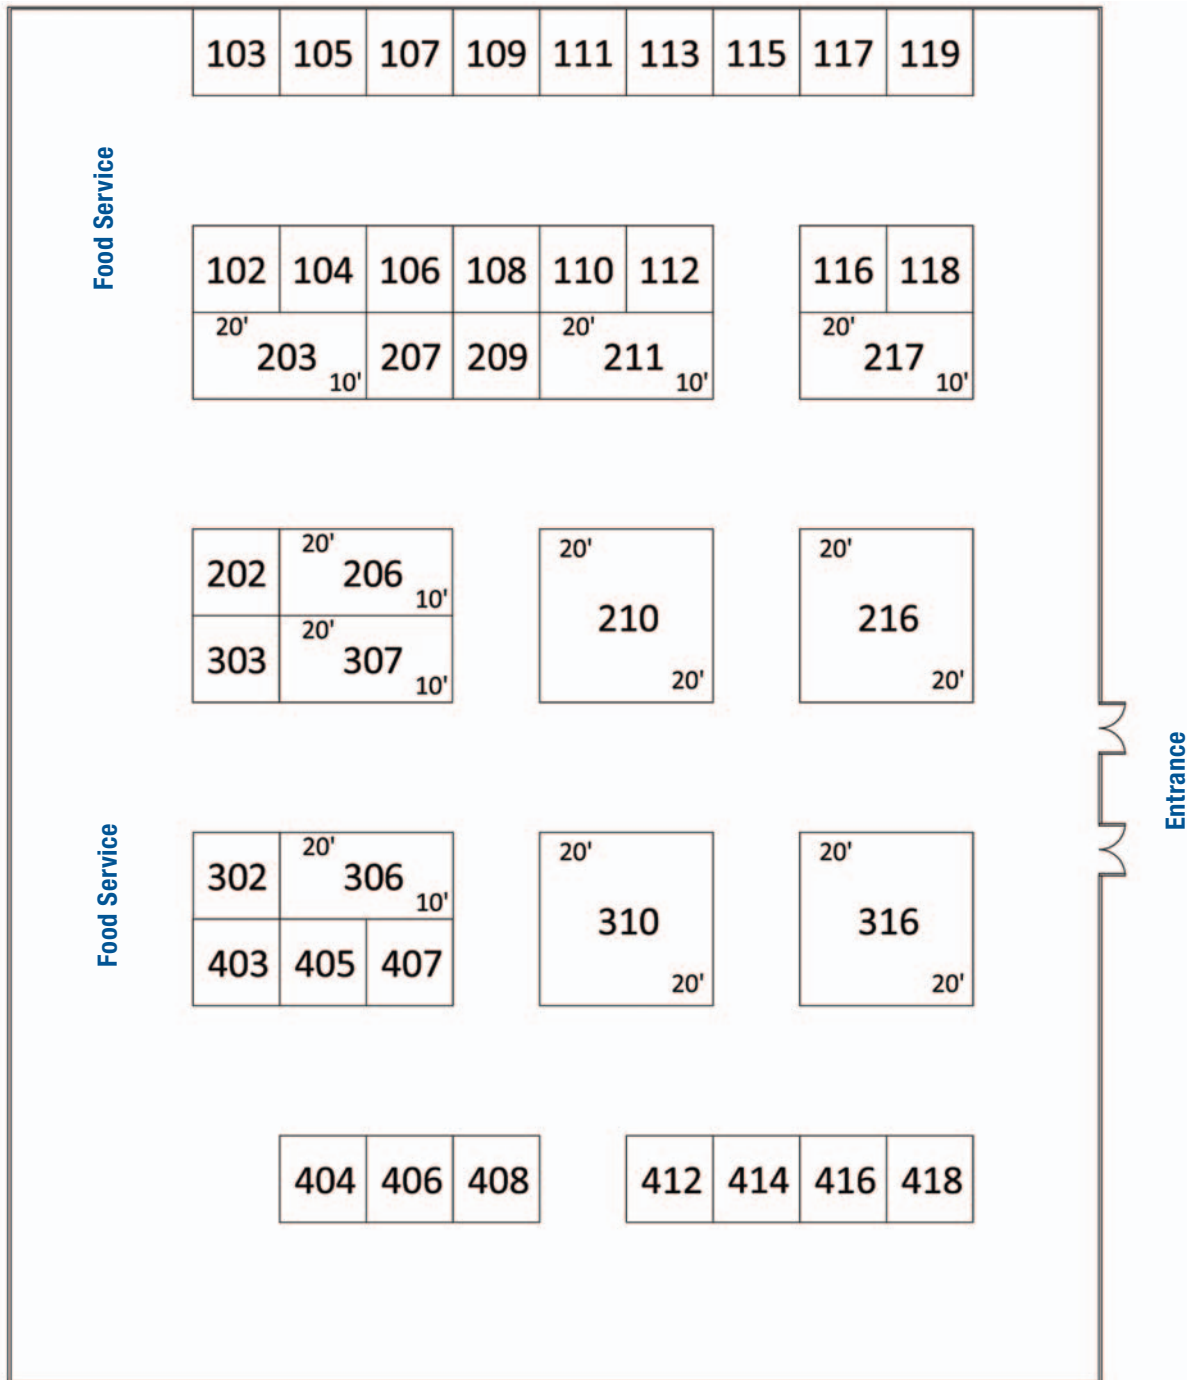 103 105 107 109 111 113 115 117 119
Food Service
102 104 106 108 110 112 116 118
20' 203 10' 207 209 20' 211 10' 20' 217 10'
202 20' 206 10'
20' 210 20'
20' 216 20'
303 20' 307 10'
Entrance
Food Service
302 20' 306 10'
20' 310 20'
20' 316 20'
403 405 407
404 406 408 412 414 416 418